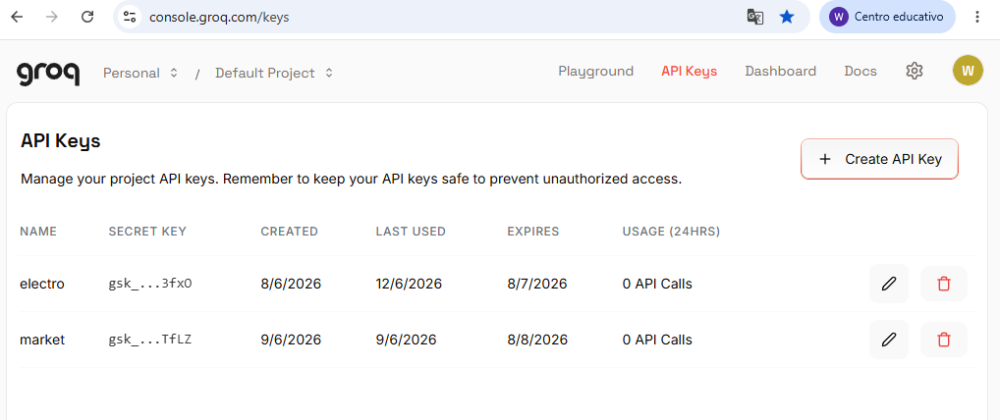 console.groq.com/keys
W Centro educativo
groq Personal / Default Project Playground API Keys Dashboard Docs W
API Keys
+ Create API Key
Manage your project API keys. Remember to keep your API keys safe to prevent unauthorized access.
NAME SECRET KEY CREATED LAST USED EXPIRES USAGE (24HRS)
electro gsk_...3fxO 8/6/2026 12/6/2026 8/7/2026 0 API Calls
market gsk_...TfLZ 9/6/2026 9/6/2026 8/8/2026 0 API Calls